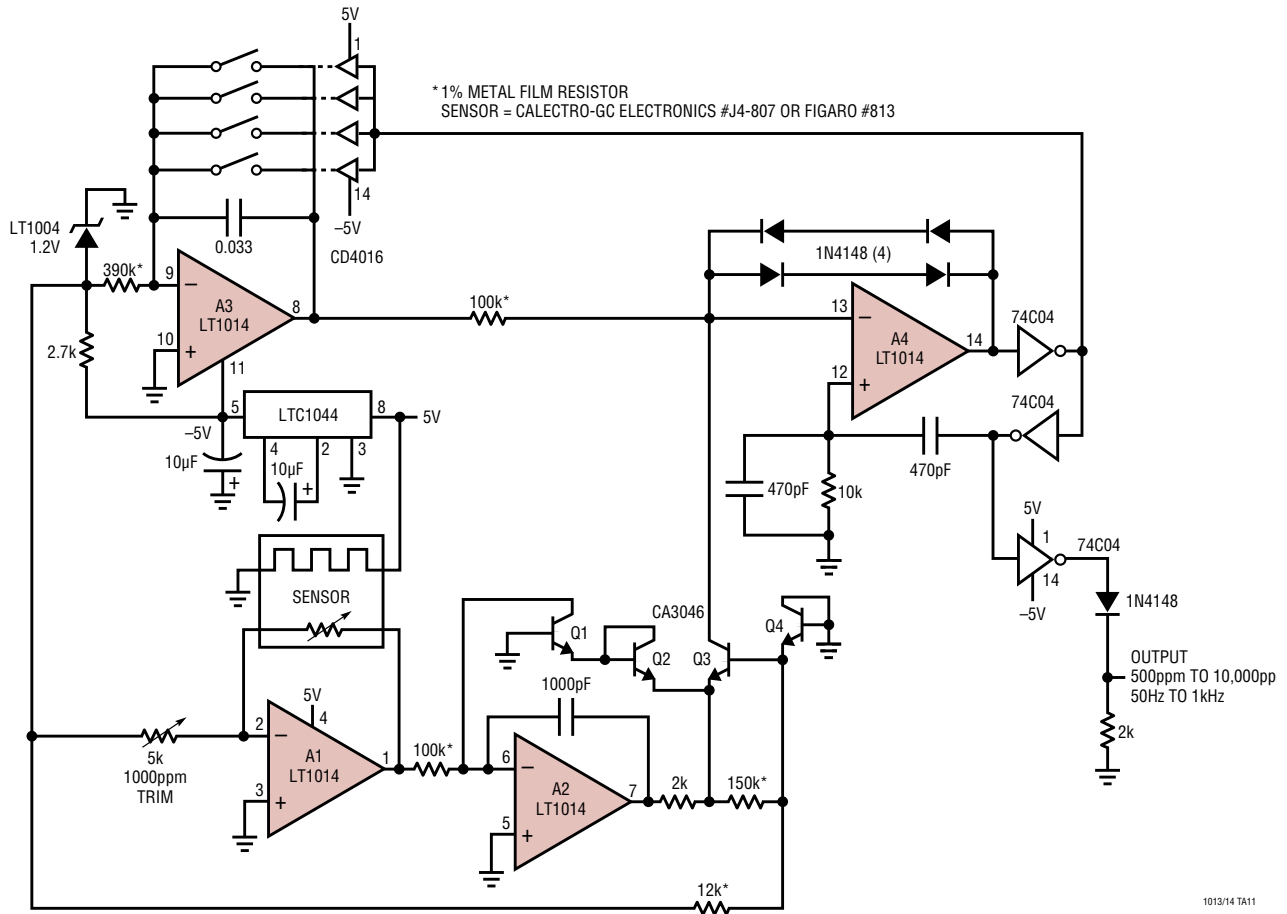 5V
1
* 1% METAL FILM RESISTOR
SENSOR = CALECTRO-GC ELECTRONICS #J4-807 OR FIGARO #813
14
–5V
CD4016
LT1004
1.2V
0.033
390k*
9
A3
LT1014
8
10
11
2.7k
100k*
1N4148 (4)
13
A4
LT1014
14
12
74C04
74C04
5
LTC1044
8
5V
–5V
4
2
3
10µF
+
10µF
+
470pF
470pF
10k
5V
1
74C04
14
–5V
1N4148
OUTPUT
500ppm TO 10,000pp
50Hz TO 1kHz
2k
SENSOR
CA3046
Q1
Q2
Q3
Q4
1000pF
5V
4
2
A1
LT1014
1
3
5k
1000ppm
TRIM
100k*
6
A2
LT1014
7
5
2k
150k*
12k*
1013/14 TA11